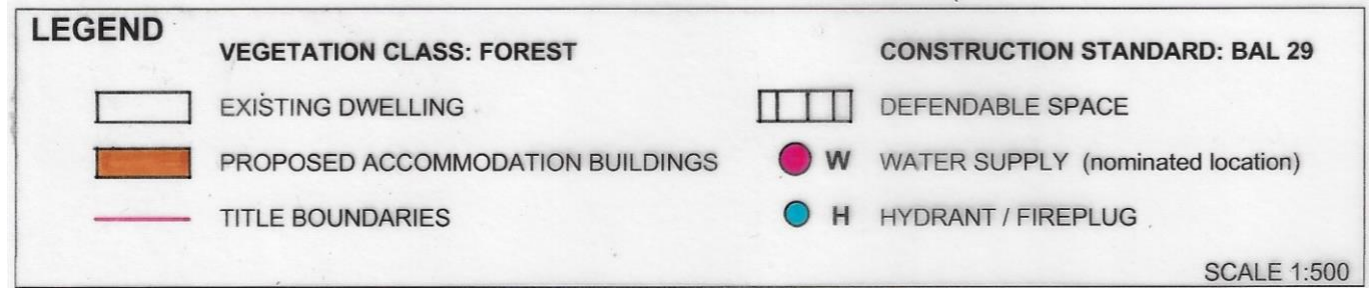 LEGEND
VEGETATION CLASS: FOREST
CONSTRUCTION STANDARD: BAL 29
EXISTING DWELLING
DEFENDABLE SPACE
PROPOSED ACCOMMODATION BUILDINGS
W WATER SUPPLY (nominated location)
TITLE BOUNDARIES
H HYDRANT / FIREPLUG
SCALE 1:500